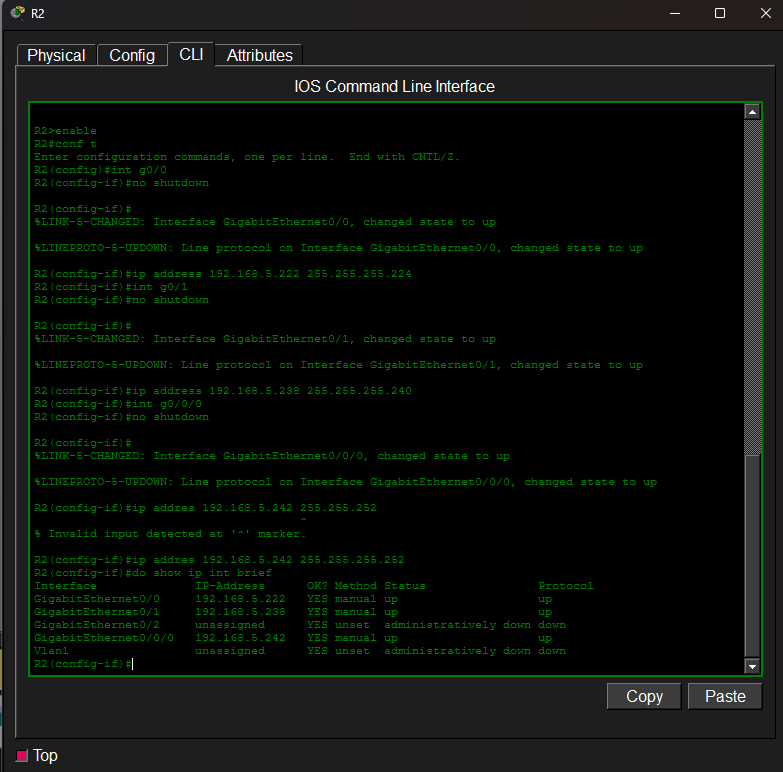 R2
Physical Config CLI Attributes
IOS Command Line Interface
R2>enable
R2#conf t
Enter configuration commands, one per line.  End with CNTL/Z.
R2(config)#int g0/0
R2(config-if)#no shutdown
R2(config-if)#
%LINK-5-CHANGED: Interface GigabitEthernet0/0, changed state to up
%LINEPROTO-5-UPDOWN: Line protocol on Interface GigabitEthernet0/0, changed state to up
R2(config-if)#ip address 192.168.5.222 255.255.255.224
R2(config-if)#int g0/1
R2(config-if)#no shutdown
R2(config-if)#
%LINK-5-CHANGED: Interface GigabitEthernet0/1, changed state to up
%LINEPROTO-5-UPDOWN: Line protocol on Interface GigabitEthernet0/1, changed state to up
R2(config-if)#ip address 192.168.5.238 255.255.255.240
R2(config-if)#int g0/0/0
R2(config-if)#no shutdown
R2(config-if)#
%LINK-5-CHANGED: Interface GigabitEthernet0/0/0, changed state to up
%LINEPROTO-5-UPDOWN: Line protocol on Interface GigabitEthernet0/0/0, changed state to up
R2(config-if)#ip addres 192.168.5.242 255.255.252
^
% Invalid input detected at '^' marker.
R2(config-if)#ip addres 192.168.5.242 255.255.255.252
R2(config-if)#do show ip int brief
Interface              IP-Address      OK? Method Status                Protocol
GigabitEthernet0/0     192.168.5.222   YES manual up                    up
GigabitEthernet0/1     192.168.5.238   YES manual up                    up
GigabitEthernet0/2     unassigned      YES unset  administratively down down
GigabitEthernet0/0/0   192.168.5.242   YES manual up                    up
Vlan1                  unassigned      YES unset  administratively down down
R2(config-if)#
Copy Paste
Top